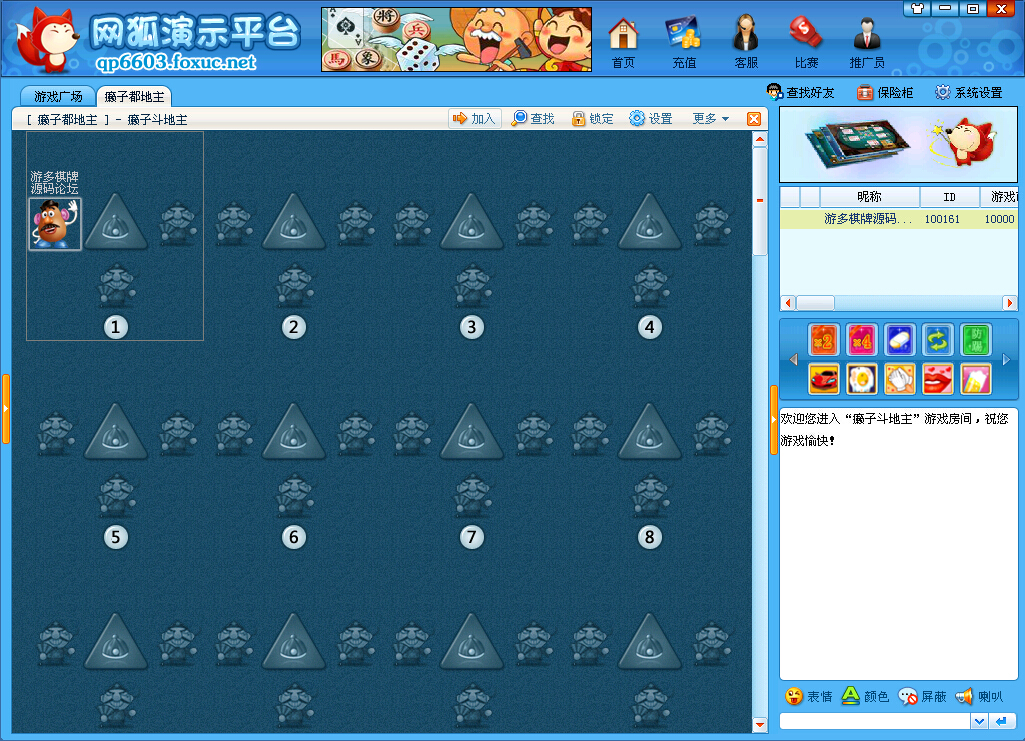 网狐演示平台
qp6603.foxuc.net
将
兵
馬
象
A
首页
充值
客服
比赛
推广员
游戏广场
癞子都地主
查找好友
保险柜
系统设置
[ 癞子都地主 ] - 癞子斗地主
加入
查找
锁定
设置
更多
游多棋牌
源码论坛
1
2
3
4
5
6
7
8
昵称
ID
游戏
游多棋牌源码...
100161
10000
×2
×4
欢迎您进入“癞子斗地主”游戏房间，祝您
游戏愉快！
表情
颜色
屏蔽
喇叭